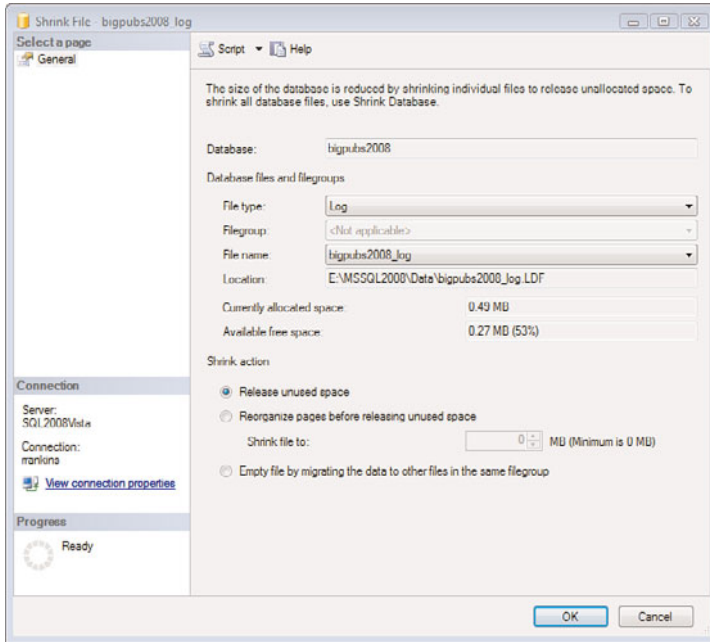 Shrink File - bigpubs2008_log
Select a page
General
Script Help
The size of the database is reduced by shrinking individual files to release unallocated space. To
shrink all database files, use Shrink Database.
Database: bigpubs2008
Database files and filegroups
File type: Log
Filegroup: <Not applicable>
File name: bigpubs2008_log
Location: E:\MSSQL2008\Data\bigpubs2008_log.LDF
Currently allocated space: 0.49 MB
Available free space: 0.27 MB (53%)
Shrink action
Release unused space
Reorganize pages before releasing unused space
Shrink file to: 0 MB (Minimum is 0 MB)
Empty file by migrating the data to other files in the same filegroup
Connection
Server:
SQL2008Vista
Connection:
rrankins
View connection properties
Progress
Ready
OK Cancel